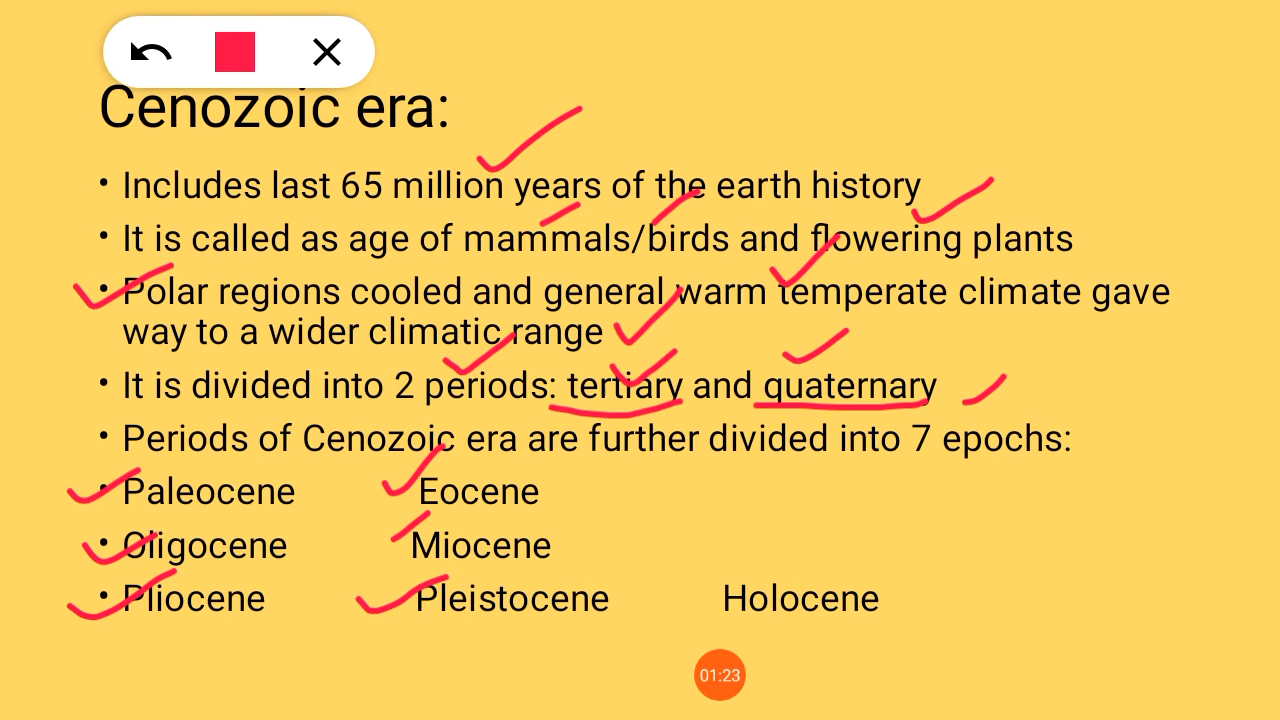 Cenozoic era:
• Includes last 65 million years of the earth history
• It is called as age of mammals/birds and flowering plants
• Polar regions cooled and general warm temperate climate gave
way to a wider climatic range
• It is divided into 2 periods: tertiary and quaternary
• Periods of Cenozoic era are further divided into 7 epochs:
• Paleocene Eocene
• Oligocene Miocene
• Pliocene Pleistocene Holocene
01:23